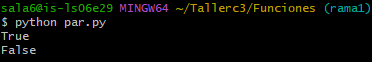 sala6@is-ls06e29 MINGW64 ~/Tallerc3/Funciones (rama1)
$ python par.py
True
False